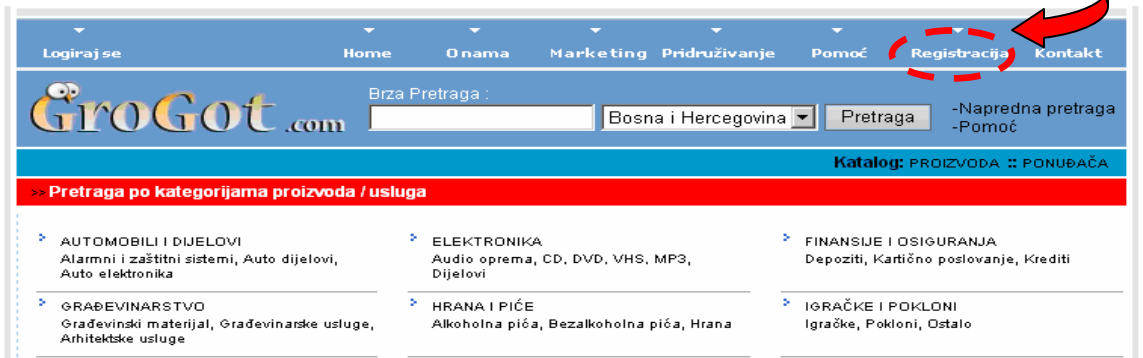 Logiraj se Home O nama Marketing Pridruživanje Pomoć Registracija Kontakt
GroGot.com
Brza Pretraga :
Bosna i Hercegovina Pretraga
-Napredna pretraga
-Pomoć
Katalog: PROIZVODA :: PONUĐAČA
>> Pretraga po kategorijama proizvoda / usluga
AUTOMOBILI I DIJELOVI
Alarmni i zaštitni sistemi, Auto dijelovi,
Auto elektronika
ELEKTRONIKA
Audio oprema, CD, DVD, VHS, MP3,
Dijelovi
FINANSIJE I OSIGURANJA
Depoziti, Kartično poslovanje, Krediti
GRAĐEVINARSTVO
Građevinski materijal, Građevinarske usluge,
Arhitektske usluge
HRANA I PIĆE
Alkoholna pića, Bezalkoholna pića, Hrana
IGRAČKE I POKLONI
Igračke, Pokloni, Ostalo